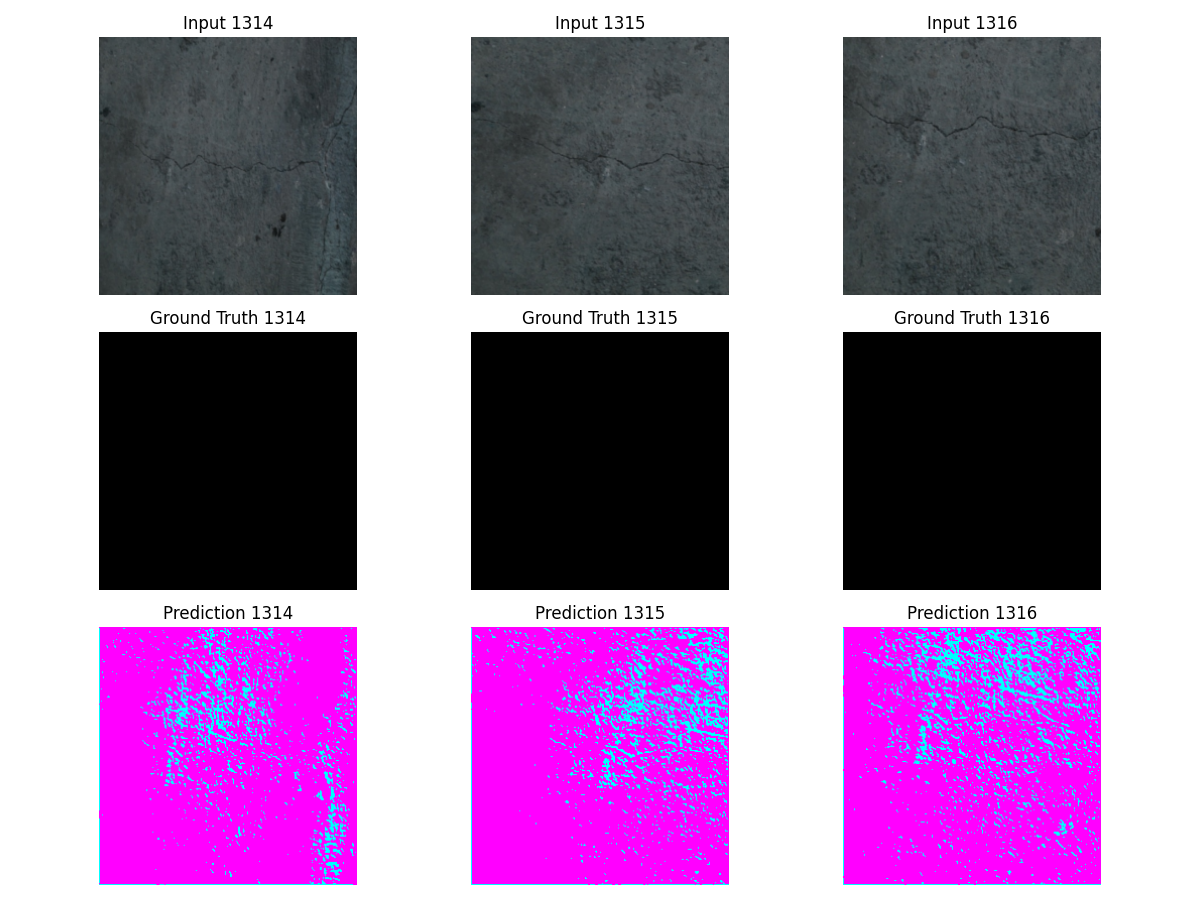 Input 1314
Input 1315
Input 1316
Ground Truth 1314
Ground Truth 1315
Ground Truth 1316
Prediction 1314
Prediction 1315
Prediction 1316